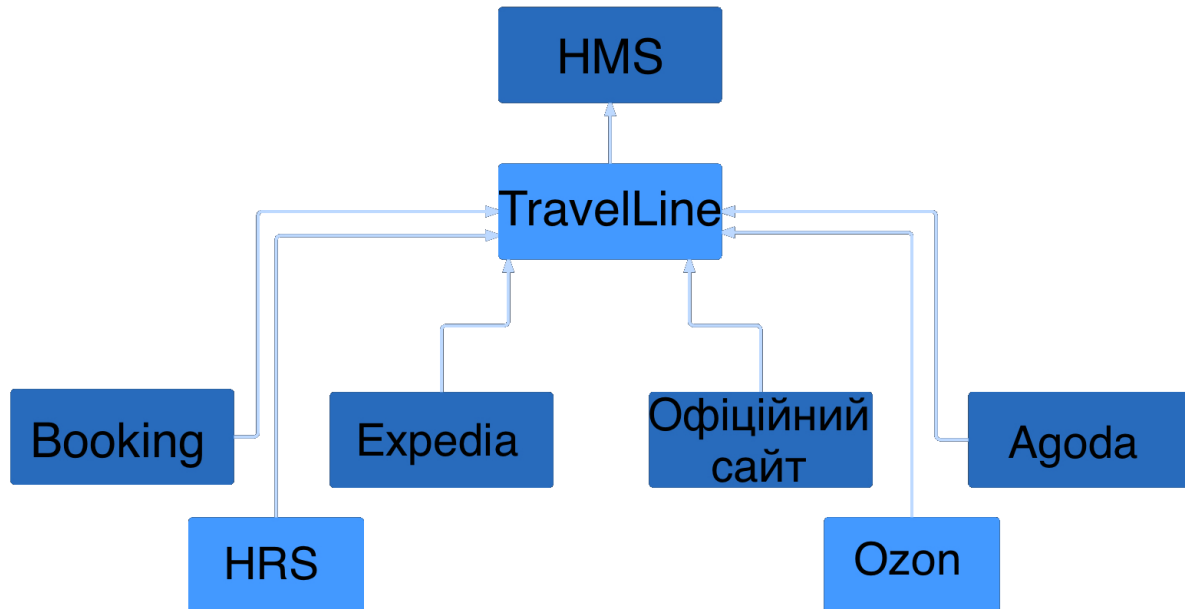 HMS
TravelLine
Booking
Expedia
Офіційний
сайт
Agoda
HRS
Ozon